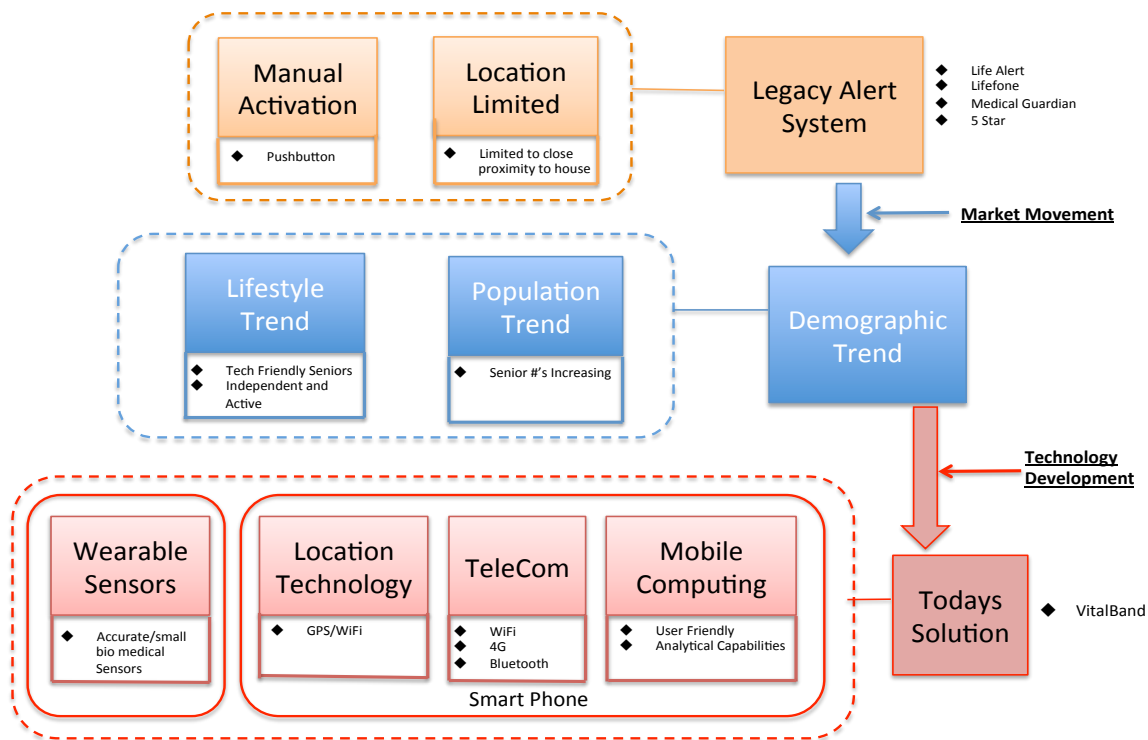 Manual
Activation
◆ Pushbutton
Location
Limited
◆ Limited to close
proximity to house
Legacy Alert
System
◆ Life Alert
◆ Lifefone
◆ Medical Guardian
◆ 5 Star
Market Movement
Lifestyle
Trend
◆ Tech Friendly Seniors
◆ Independent and
Active
Population
Trend
◆ Senior #'s Increasing
Demographic
Trend
Technology
Development
Wearable
Sensors
◆ Accurate/small
bio medical
Sensors
Location
Technology
◆ GPS/WiFi
TeleCom
◆ WiFi
◆ 4G
◆ Bluetooth
Mobile
Computing
◆ User Friendly
◆ Analytical Capabilities
Smart Phone
Todays
Solution
◆ VitalBand